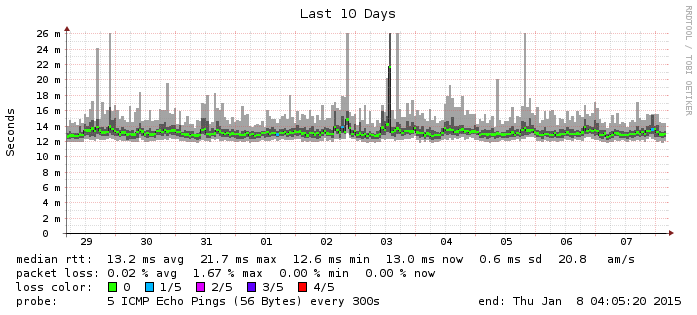 Last 10 Days
RRDTOOL / TOBI OETIKER
Seconds
26 m
24 m
22 m
20 m
18 m
16 m
14 m
12 m
10 m
8 m
6 m
4 m
2 m
0
29 30 31 01 02 03 04 05 06 07
median rtt: 13.2 ms avg 21.7 ms max 12.6 ms min 13.0 ms now 0.6 ms sd 20.8 am/s
packet loss: 0.02 % avg 1.67 % max 0.00 % min 0.00 % now
loss color: 0 1/5 2/5 3/5 4/5
probe: 5 ICMP Echo Pings (56 Bytes) every 300s end: Thu Jan 8 04:05:20 2015